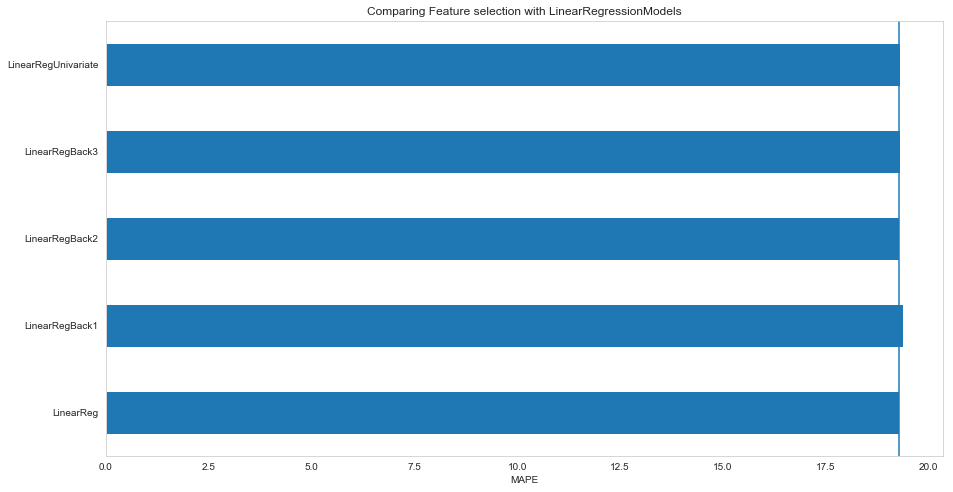 Comparing Feature selection with LinearRegressionModels
LinearRegUnivariate
LinearRegBack3
LinearRegBack2
LinearRegBack1
LinearReg
0.0 2.5 5.0 7.5 10.0 12.5 15.0 17.5 20.0
MAPE